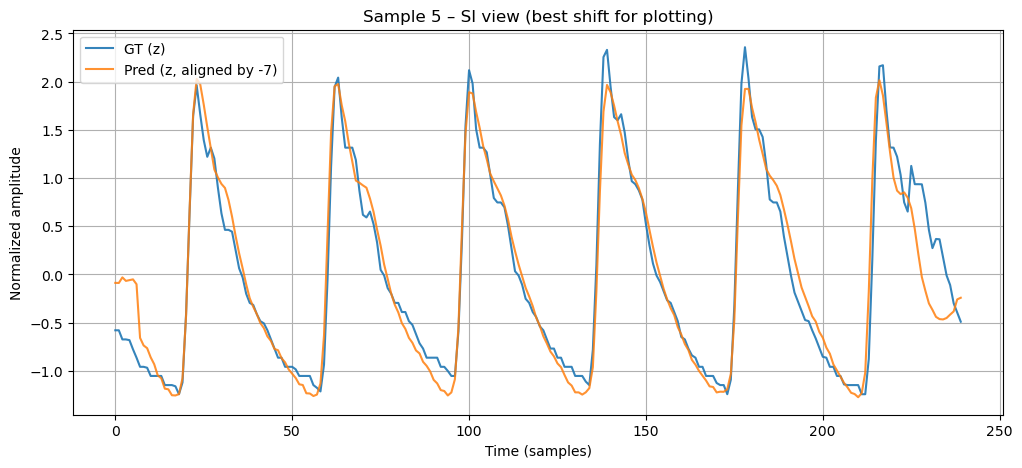 Sample 5 – SI view (best shift for plotting)
GT (z)
Pred (z, aligned by -7)
Normalized amplitude
2.5
2.0
1.5
1.0
0.5
0.0
−0.5
−1.0
0
50
100
150
200
250
Time (samples)